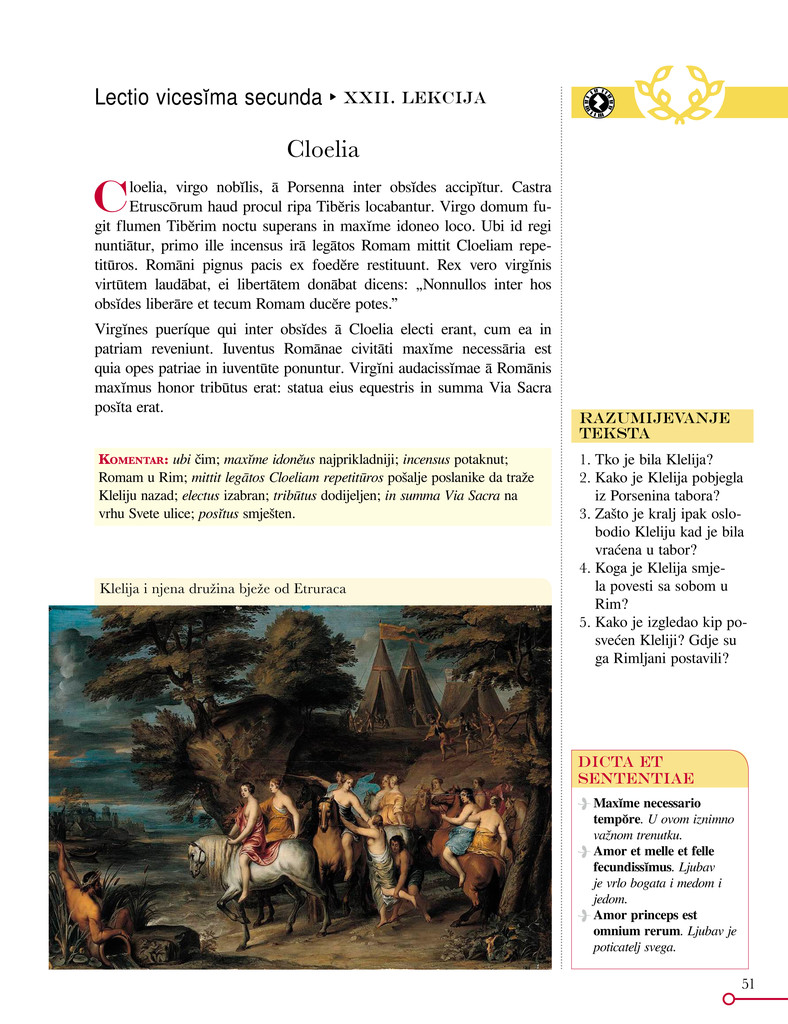 Lectio vicesĭma secunda ▸ XXII. LEKCIJA
Cloelia
Cloelia, virgo nobĭlis, ā Porsenna inter obsĭdes accipĭtur. Castra
Etruscōrum haud procul ripa Tibĕris locabantur. Virgo domum fu-
git flumen Tibĕrim noctu superans in maxĭme idoneo loco. Ubi id regi
nuntiātur, primo ille incensus irā legātos Romam mittit Cloeliam repe-
titūros. Romāni pignus pacis ex foedĕre restituunt. Rex vero virgĭnis
virtūtem laudābat, ei libertātem donābat dicens: „Nonnullos inter hos
obsĭdes liberāre et tecum Romam ducĕre potes.”
Virgĭnes pueríque qui inter obsĭdes ā Cloelia electi erant, cum ea in
patriam reveniunt. Iuventus Romānae civitāti maxĭme necessāria est
quia opes patriae in iuventūte ponuntur. Virgĭni audacissĭmae ā Romānis
maxĭmus honor tribūtus erat: statua eius equestris in summa Via Sacra
posĭta erat.
KOMENTAR: ubi čim; maxĭme idonĕus najprikladniji; incensus potaknut;
Romam u Rim; mittit legātos Cloeliam repetitūros pošalje poslanike da traže
Kleliju nazad; electus izabran; tribūtus dodijeljen; in summa Via Sacra na
vrhu Svete ulice; posĭtus smješten.
Klelija i njena družina bježe od Etruraca
RAZUMIJEVANJE
TEKSTA
1. Tko je bila Klelija?
2. Kako je Klelija pobjegla
iz Porsenina tabora?
3. Zašto je kralj ipak oslo-
bodio Kleliju kad je bila
vraćena u tabor?
4. Koga je Klelija smje-
la povesti sa sobom u
Rim?
5. Kako je izgledao kip po-
svećen Kleliji? Gdje su
ga Rimljani postavili?
DICTA ET
SENTENTIAE
Maxĭme necessario
tempŏre. U ovom iznimno
važnom trenutku.
Amor et melle et felle
fecundissĭmus. Ljubav
je vrlo bogata i medom i
jedom.
Amor princeps est
omnium rerum. Ljubav je
poticatelj svega.
51